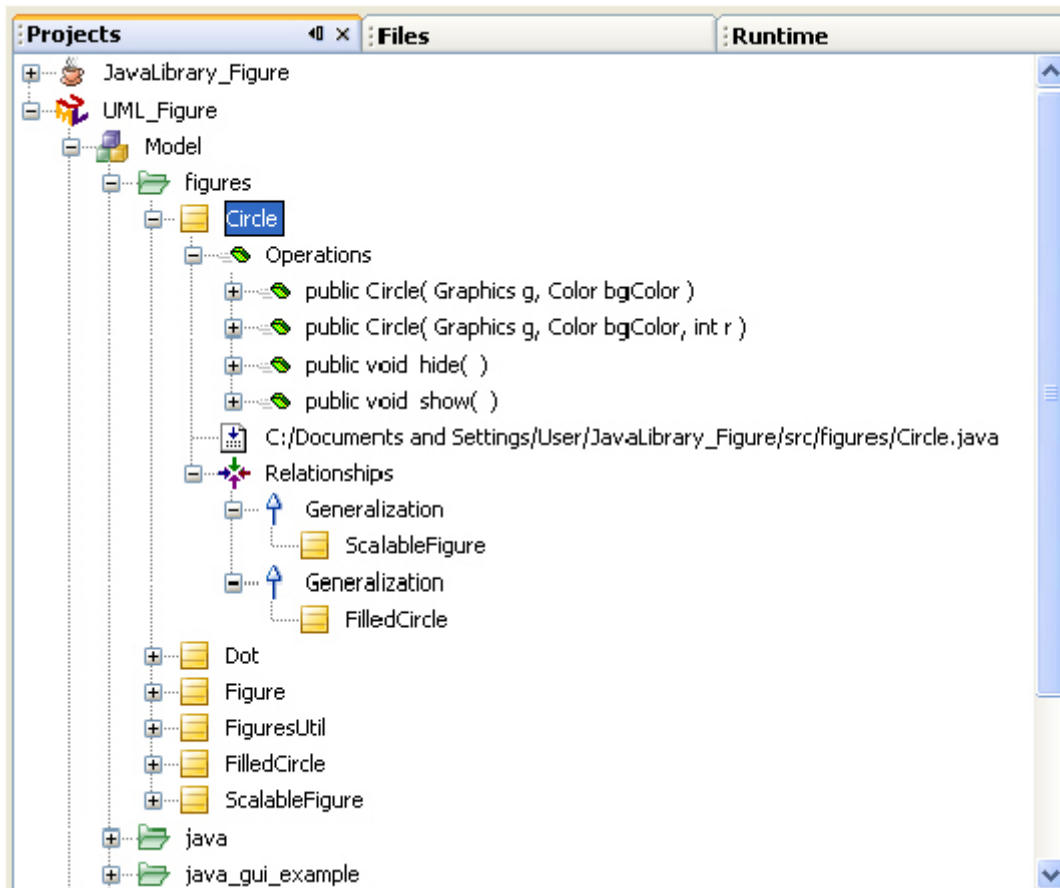 Projects
Files
Runtime
JavaLibrary_Figure
UML_Figure
Model
figures
Circle
Operations
public Circle( Graphics g, Color bgColor )
public Circle( Graphics g, Color bgColor, int r )
public void hide( )
public void show( )
C:/Documents and Settings/User/JavaLibrary_Figure/src/figures/Circle.java
Relationships
Generalization
ScalableFigure
Generalization
FilledCircle
Dot
Figure
FiguresUtil
FilledCircle
ScalableFigure
java
java_gui_example